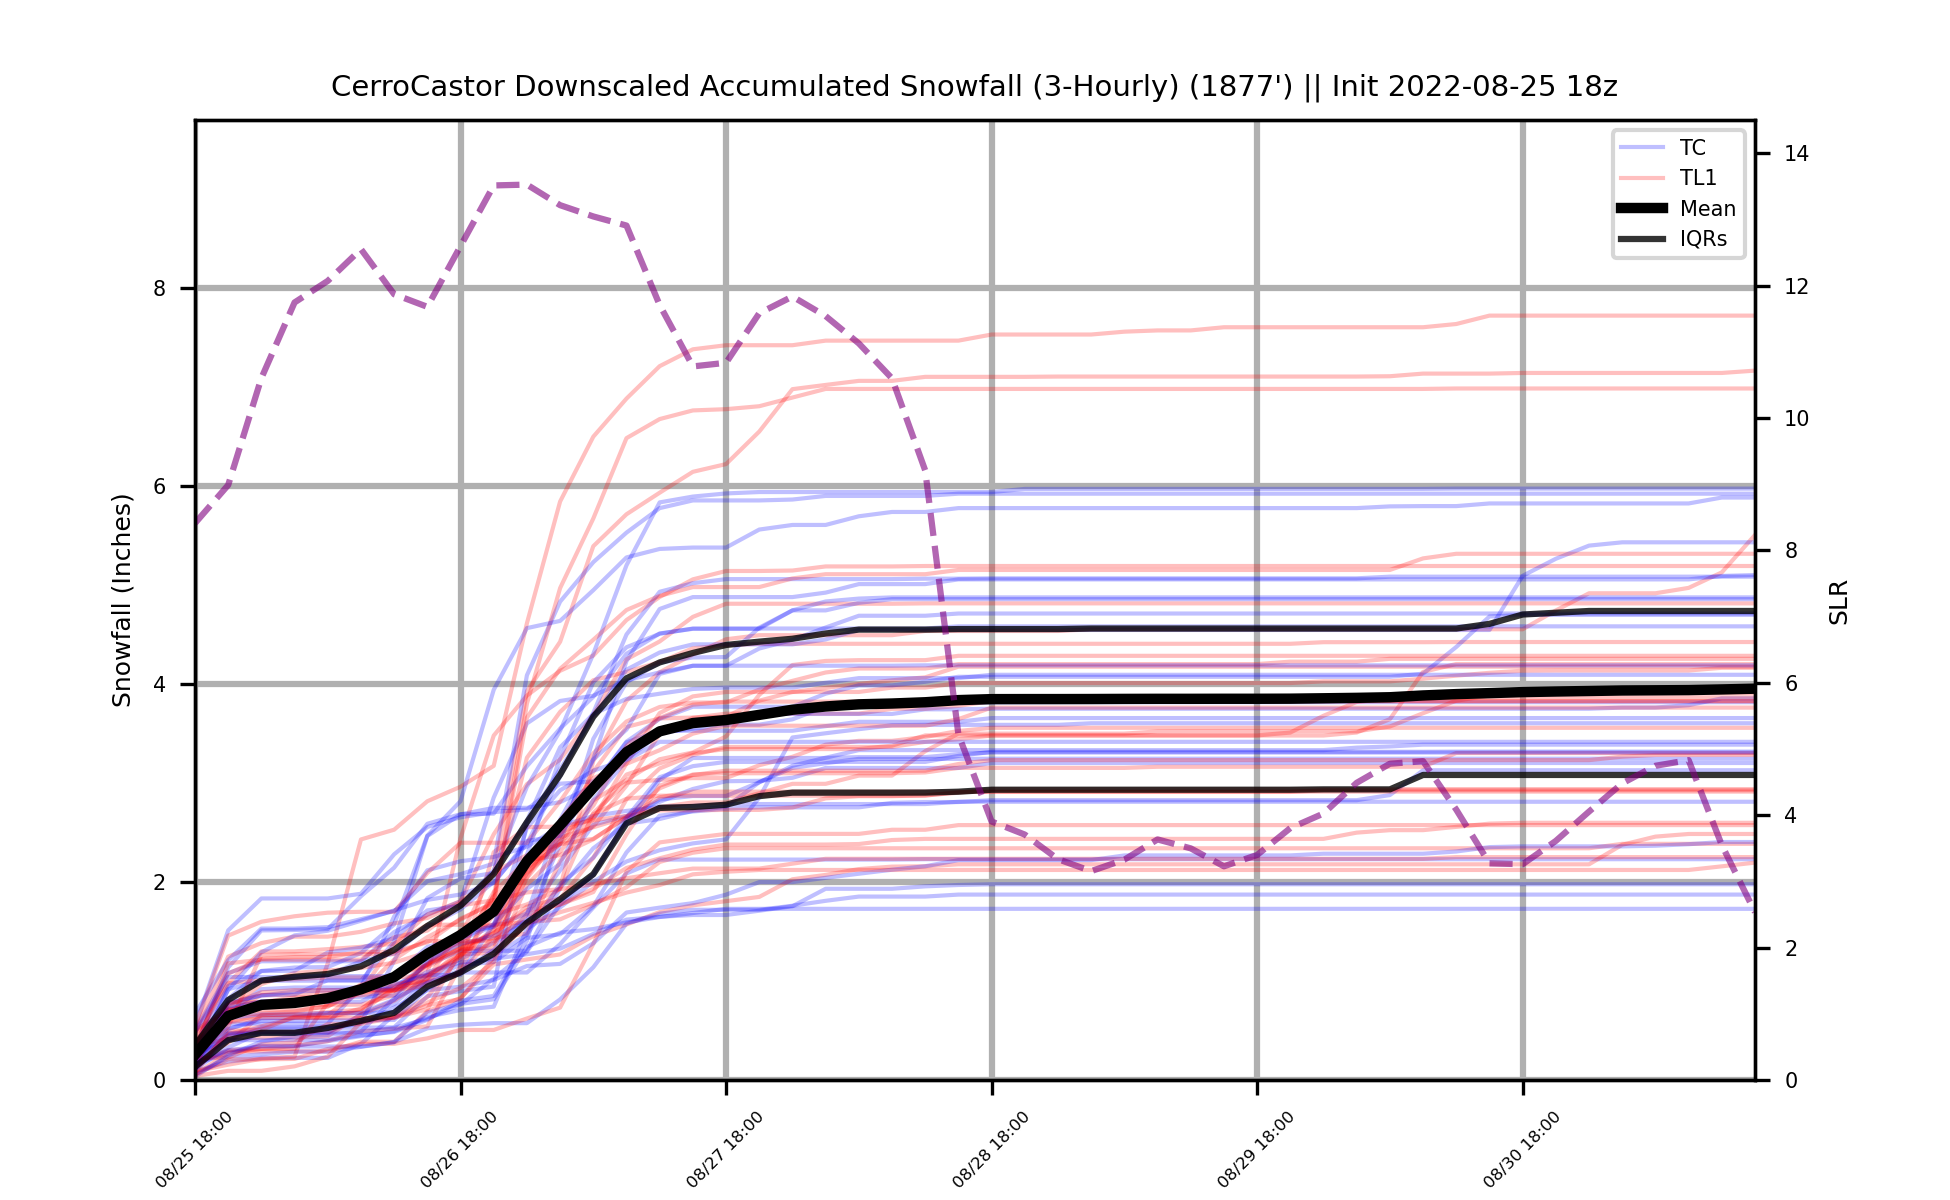 CerroCastor Downscaled Accumulated Snowfall (3-Hourly) (1877') || Init 2022-08-25 18z
TC
TL1
Mean
IQRs
Snowfall (Inches)
8
6
4
2
0
14
12
10
8
6
4
2
0
SLR
08/25 18:00
08/26 18:00
08/27 18:00
08/28 18:00
08/29 18:00
08/30 18:00